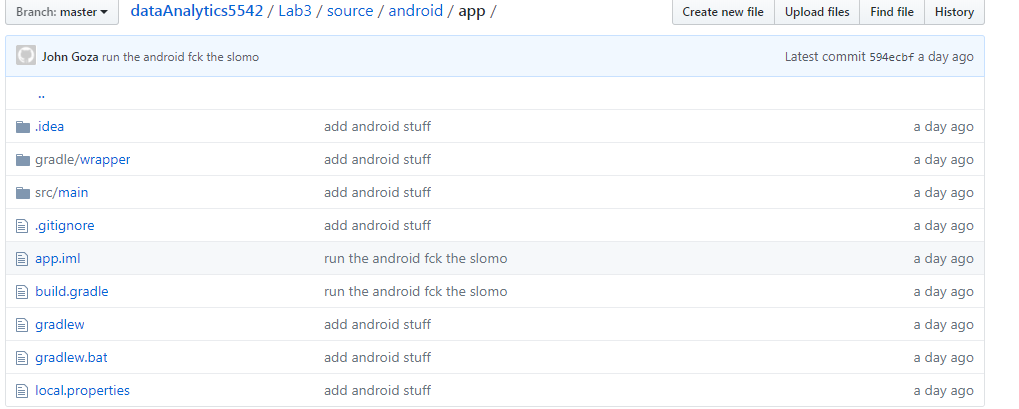 Branch: master dataAnalytics5542 / Lab3 / source / android / app / Create new file Upload files Find file History
John Goza run the android fck the slomo Latest commit 594ecbf a day ago
..
.idea add android stuff a day ago
gradle/wrapper add android stuff a day ago
src/main add android stuff a day ago
.gitignore add android stuff a day ago
app.iml run the android fck the slomo a day ago
build.gradle run the android fck the slomo a day ago
gradlew add android stuff a day ago
gradlew.bat add android stuff a day ago
local.properties add android stuff a day ago